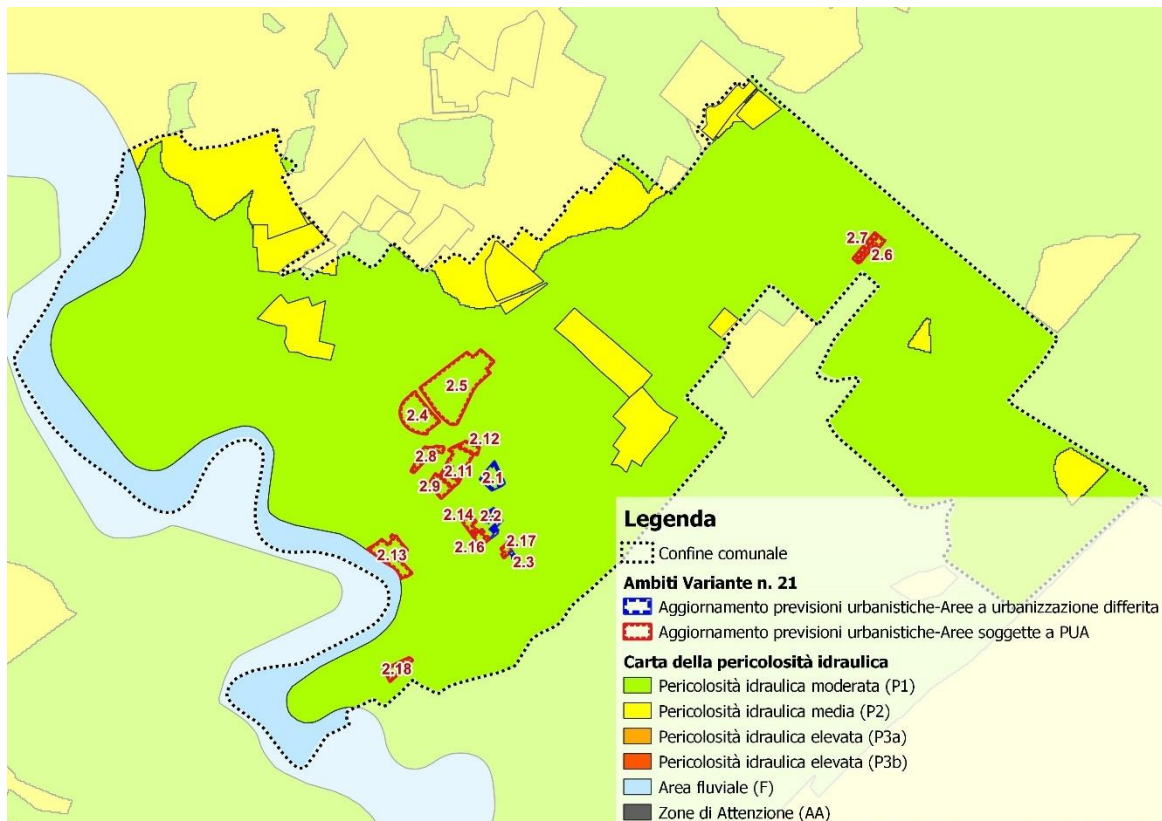 2.7
2.6
2.5
2.4
2.12
2.8
2.11
2.1
2.9
2.14
2.2
2.16
2.17
2.3
2.13
2.18
Legenda
Confine comunale
Ambiti Variante n. 21
Aggiornamento previsioni urbanistiche-Aree a urbanizzazione differita
Aggiornamento previsioni urbanistiche-Aree soggette a PUA
Carta della pericolosità idraulica
Pericolosità idraulica moderata (P1)
Pericolosità idraulica media (P2)
Pericolosità idraulica elevata (P3a)
Pericolosità idraulica elevata (P3b)
Area fluviale (F)
Zone di Attenzione (AA)